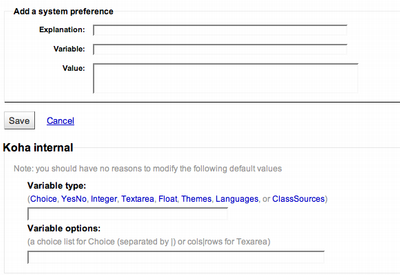 Add a system preference
Explanation:
Variable:
Value:
Save Cancel
Koha internal
Note: you should have no reasons to modify the following default values
Variable type:
(Choice, YesNo, Integer, Textarea, Float, Themes, Languages, or ClassSources)
Variable options:
(a choice list for Choice (separated by |) or cols|rows for Texarea)